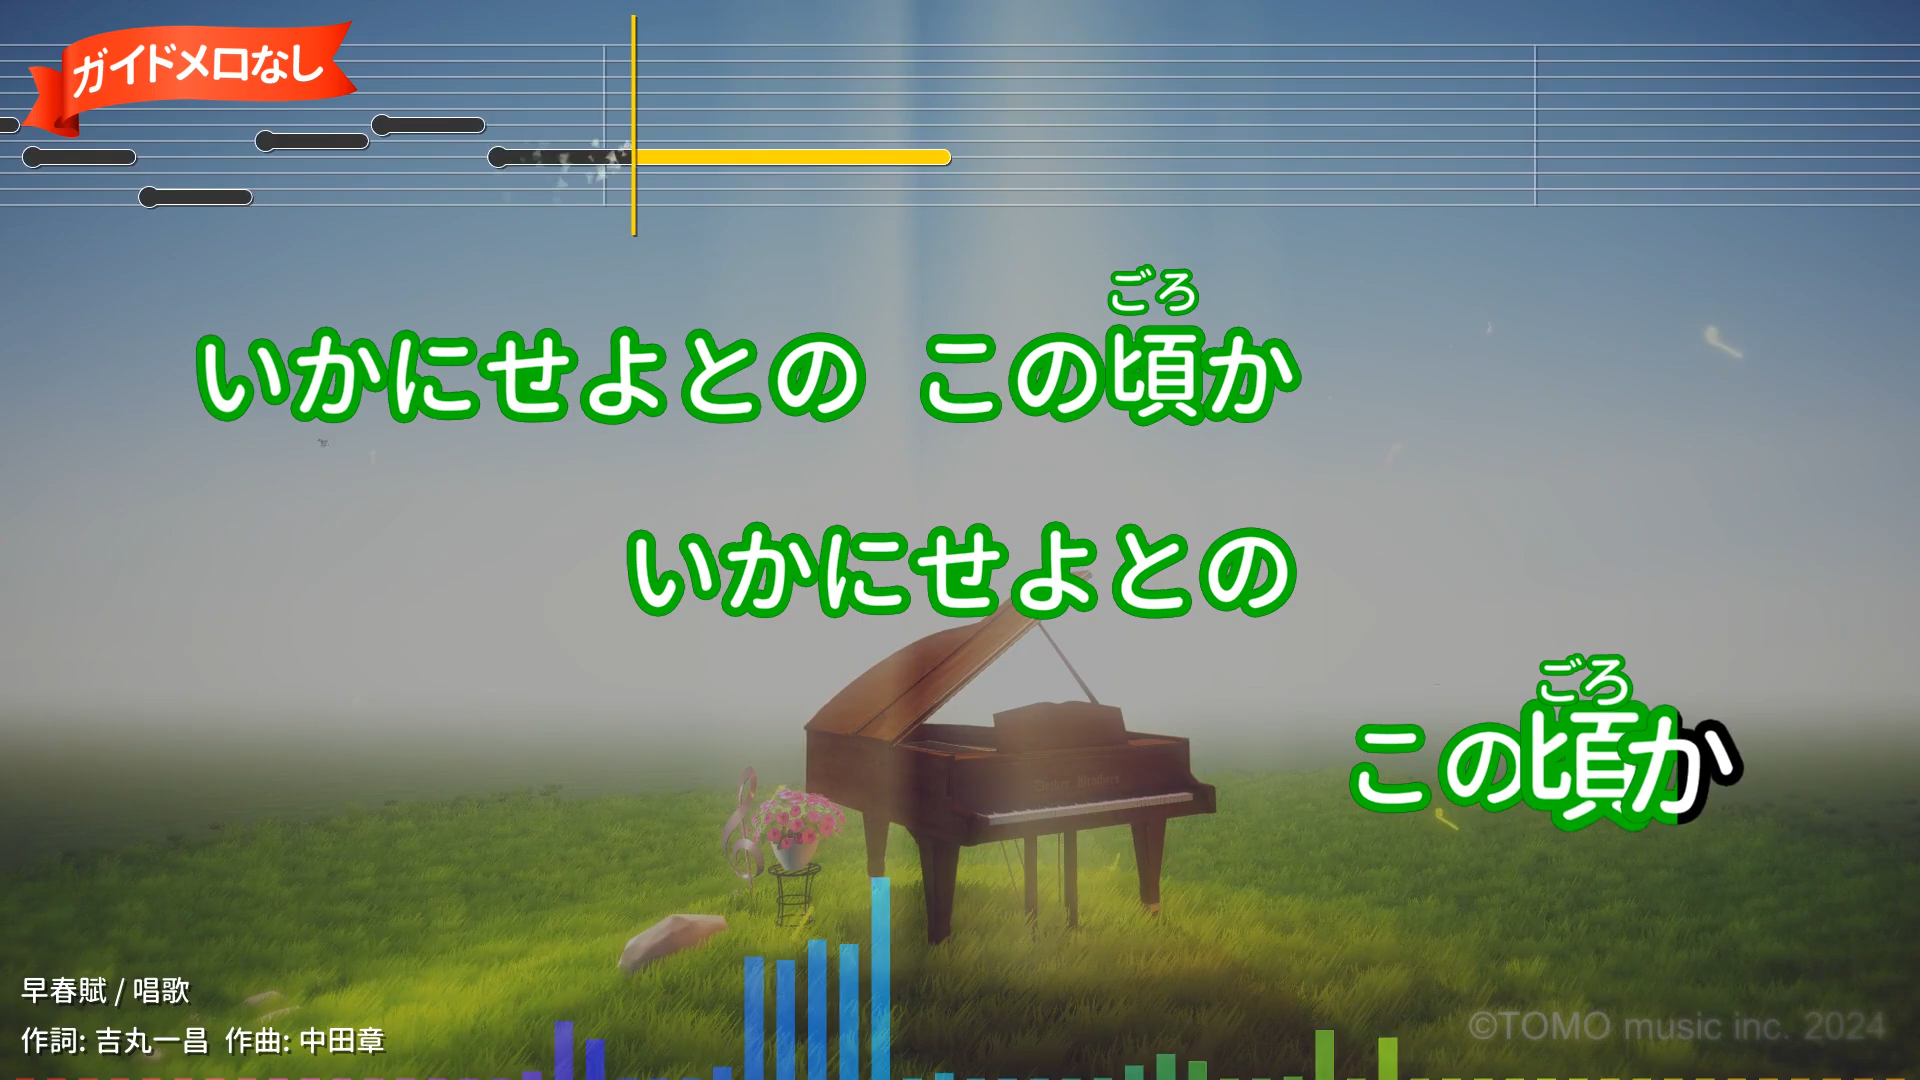 ガイドメロなし
ごろ
いかにせよとの この頃か
いかにせよとの
ごろ
この頃か
早春賦 / 唱歌
作詞: 吉丸一昌 作曲: 中田章
©TOMO music inc. 2024